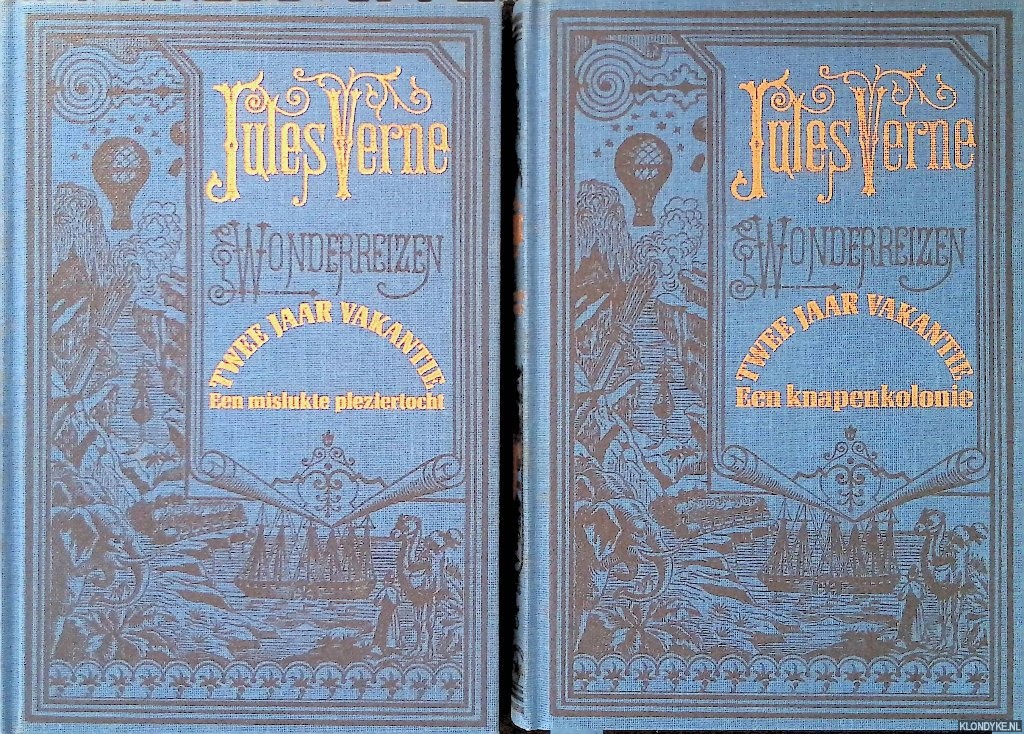 Jules Verne
WONDERREIZEN
TWEE JAAR VAKANTIE
Een mislukte pleziertocht
Jules Verne
WONDERREIZEN
TWEE JAAR VAKANTIE
Een knapenkolonie
KLONDYKE.NL